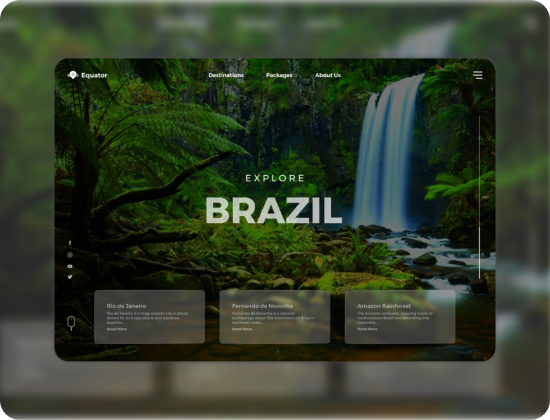 Equator
Destinations
Packages
About Us
EXPLORE
BRAZIL
Rio de Janeiro
Rio de Janeiro is a huge seaside city in Brazil,
famed for its Copacabana and Ipanema
beaches...
Read More
Fernando de Noronha
Fernando de Noronha is a volcanic
archipelago about 350 kilometers off Brazil's
northeast coast.
Read More
Amazon Rainforest
The Amazon rainforest, covering much of
northwestern Brazil and extending into
Colombia...
Read More